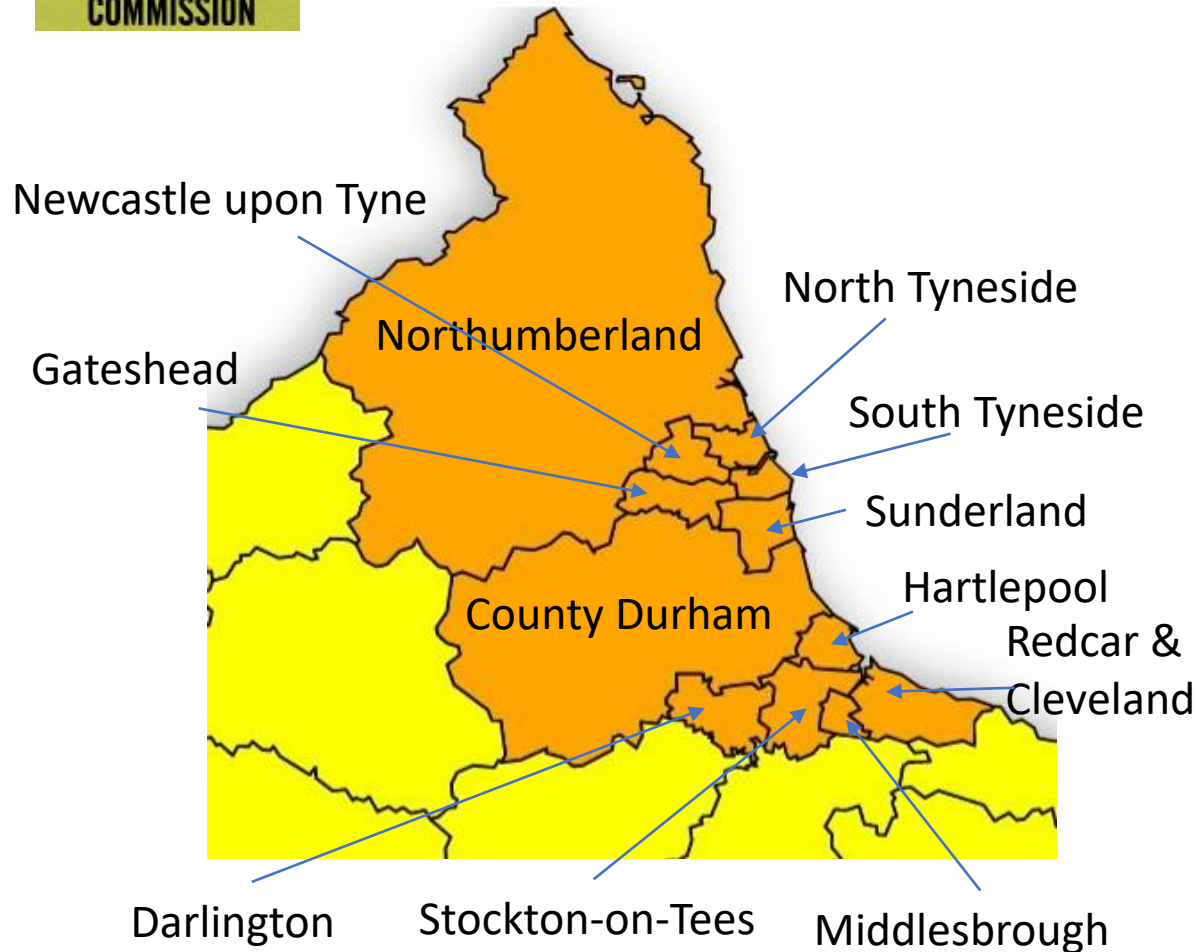 COMMISSION
Newcastle upon Tyne
North Tyneside
Northumberland
Gateshead
South Tyneside
Sunderland
Hartlepool
County Durham
Redcar &
Cleveland
Darlington
Stockton-on-Tees
Middlesbrough